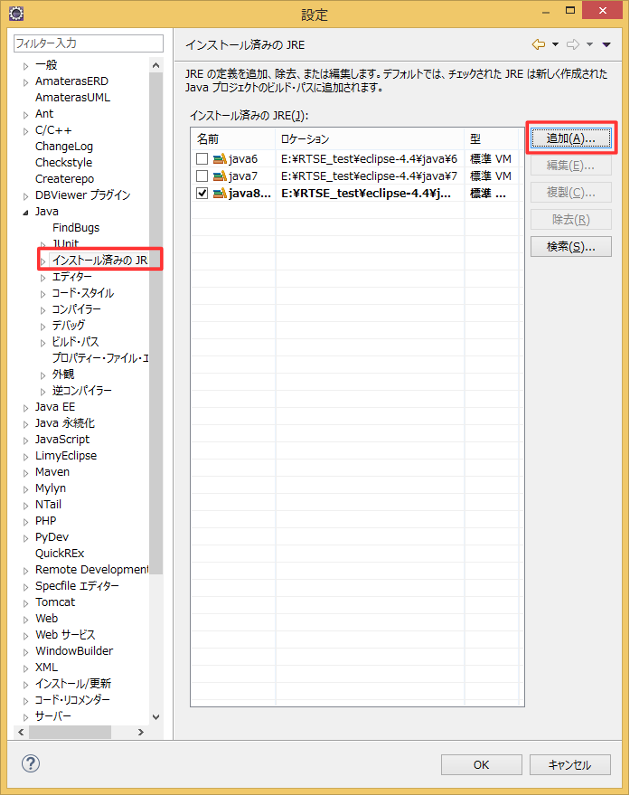 設定
フィルター入力
一般
AmaterasERD
AmaterasUML
Ant
C/C++
ChangeLog
Checkstyle
Createrepo
DBViewer プラグイン
Java
FindBugs
JUnit
インストール済みの JRE
エディター
コード・スタイル
コンパイラー
デバッグ
ビルド・パス
プロパティー・ファイル・エ
外観
逆コンパイラー
Java EE
Java 永続化
JavaScript
LimyEclipse
Maven
Mylyn
NTail
PHP
PyDev
QuickREx
Remote Development
Specfile エディター
Tomcat
Web
Web サービス
WindowBuilder
XML
インストール/更新
コード・リコメンダー
サーバー
インストール済みの JRE
JRE の定義を追加、除去、または編集します。デフォルトでは、チェックされた JRE は新しく作成された
Java プロジェクトのビルド・パスに追加されます。
インストール済みの JRE(J):
名前 ロケーション 型
java6 E:¥RTSE_test¥eclipse-4.4¥java¥6 標準 VM
java7 E:¥RTSE_test¥eclipse-4.4¥java¥7 標準 VM
java8... E:¥RTSE_test¥eclipse-4.4¥j... 標準 ...
追加(A)...
編集(E)...
複製(C)...
除去(R)
検索(S)...
OK
キャンセル